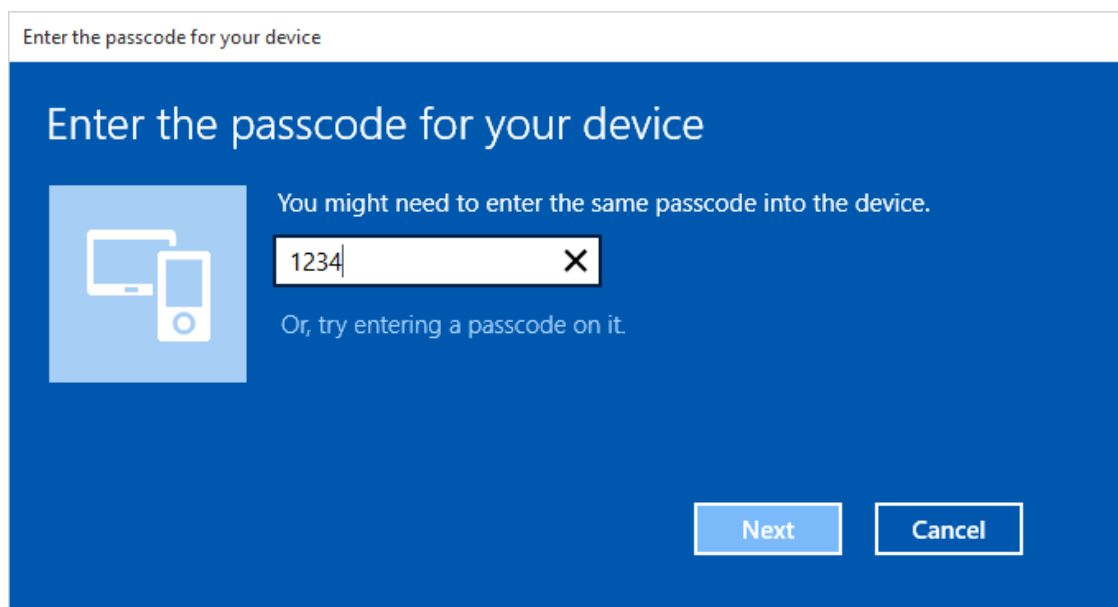 Enter the passcode for your device
Enter the passcode for your device
You might need to enter the same passcode into the device.
1234
Or, try entering a passcode on it.
Next
Cancel